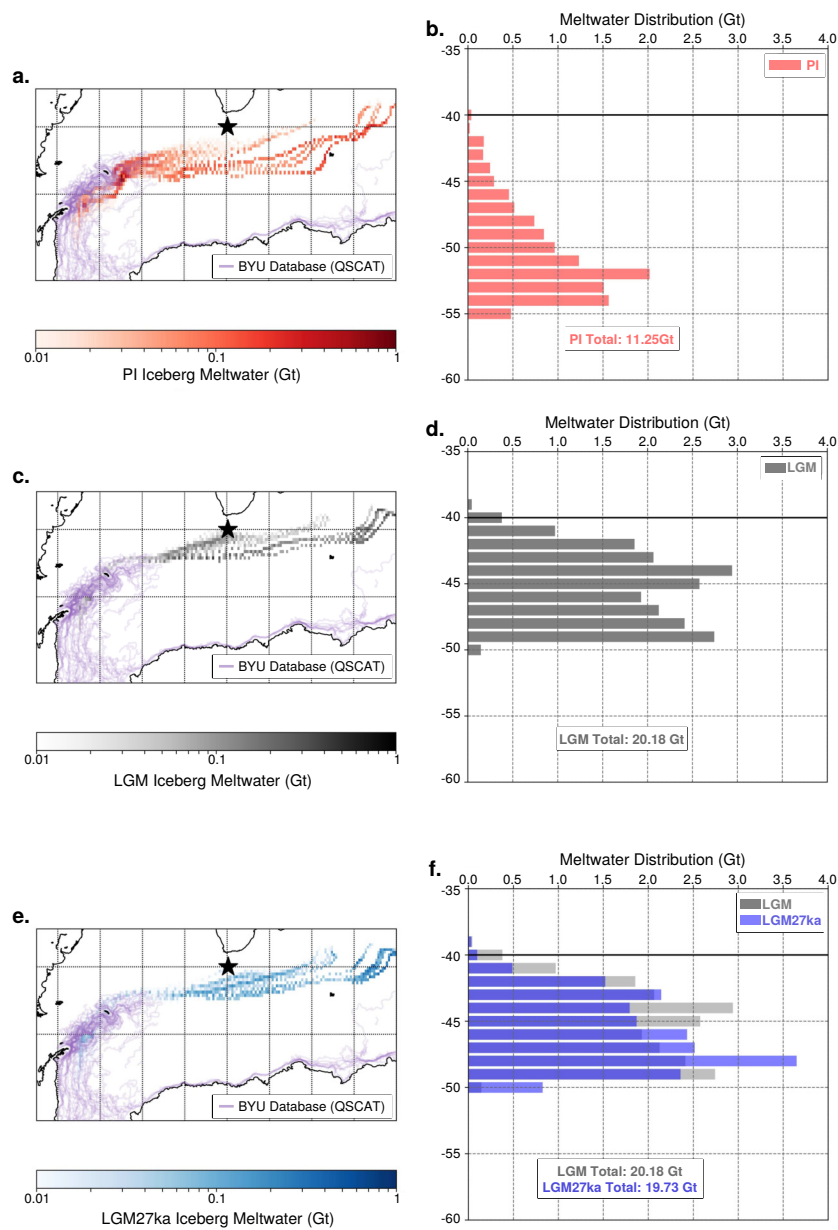 a.
BYU Database (QSCAT)
0.01 0.1 1
PI Iceberg Meltwater (Gt)
b.
Meltwater Distribution (Gt)
0.0 0.5 1.0 1.5 2.0 2.5 3.0 3.5 4.0
-35
PI
-40
-45
-50
-55
PI Total: 11.25Gt
-60
c.
BYU Database (QSCAT)
0.01 0.1 1
LGM Iceberg Meltwater (Gt)
d.
Meltwater Distribution (Gt)
0.0 0.5 1.0 1.5 2.0 2.5 3.0 3.5 4.0
-35
LGM
-40
-45
-50
-55
LGM Total: 20.18 Gt
-60
e.
BYU Database (QSCAT)
0.01 0.1 1
LGM27ka Iceberg Meltwater (Gt)
f.
Meltwater Distribution (Gt)
0.0 0.5 1.0 1.5 2.0 2.5 3.0 3.5 4.0
-35
LGM
LGM27ka
-40
-45
-50
-55
LGM Total: 20.18 Gt
LGM27ka Total: 19.73 Gt
-60